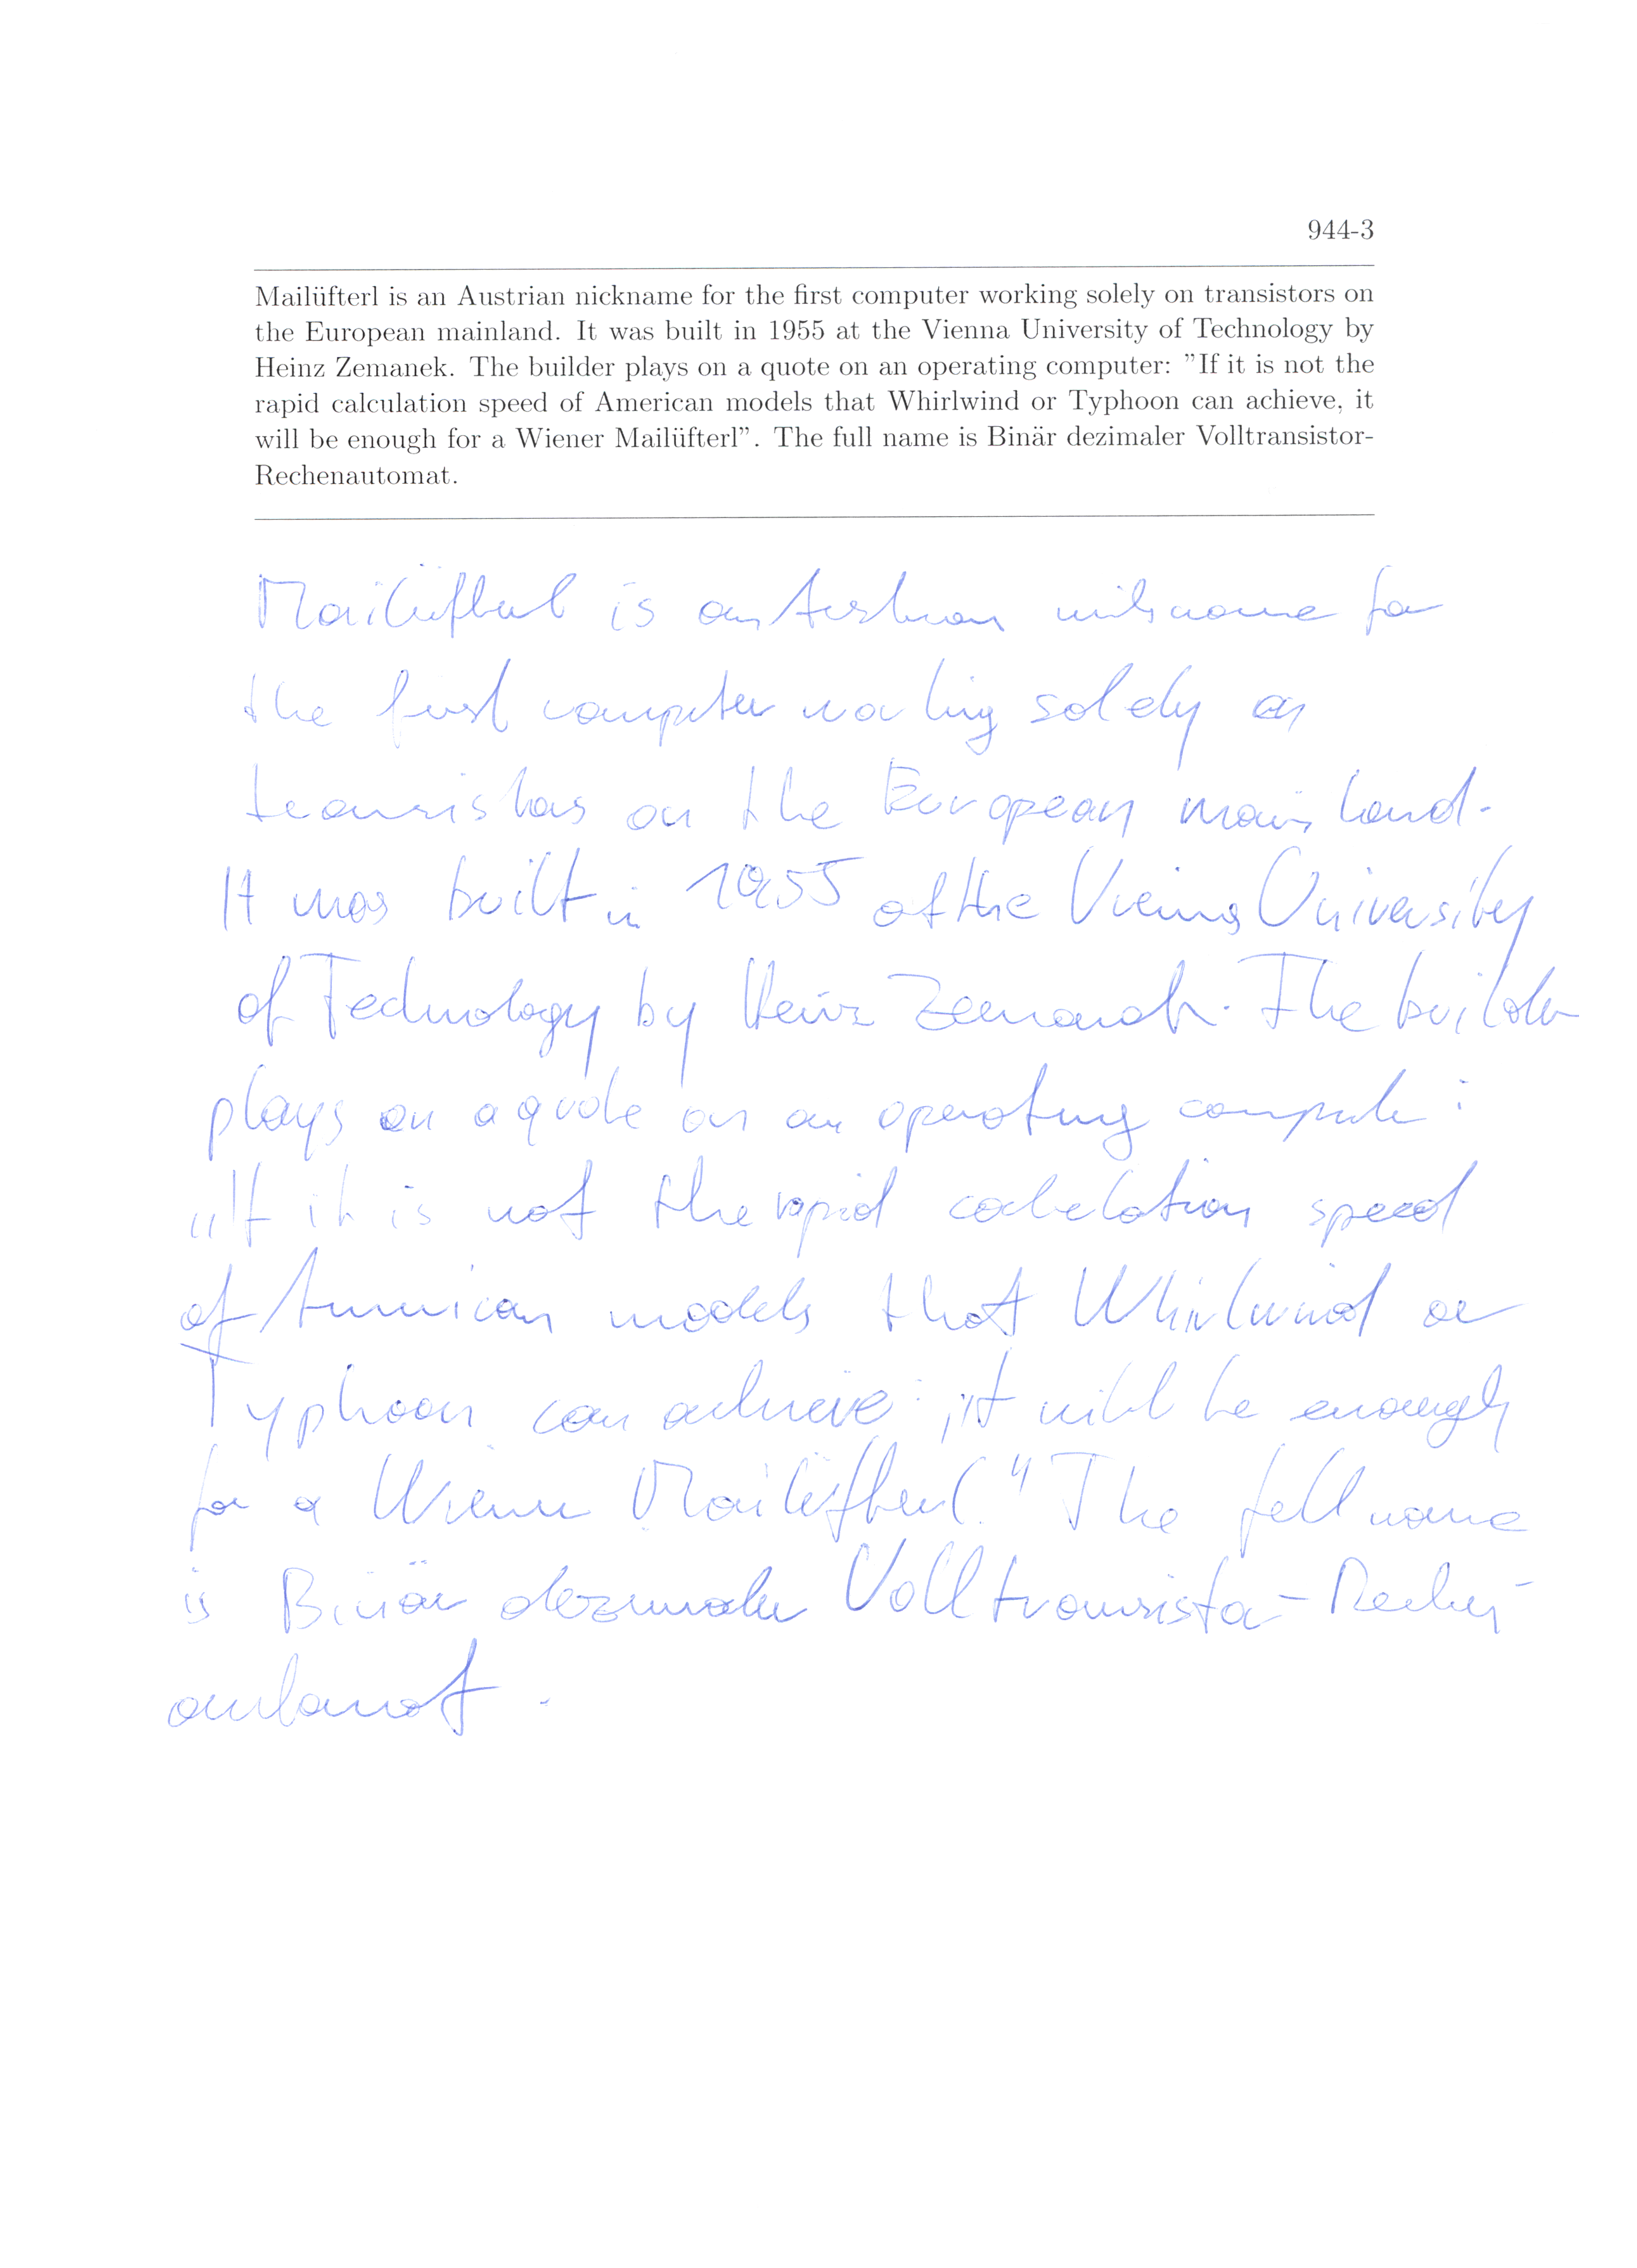 944-3
Mailüfterl is an Austrian nickname for the first computer working solely on transistors on
the European mainland. It was built in 1955 at the Vienna University of Technology by
Heinz Zemanek. The builder plays on a quote on an operating computer: "If it is not the
rapid calculation speed of American models that Whirlwind or Typhoon can achieve, it
will be enough for a Wiener Mailüfterl". The full name is Binär dezimaler Volltransistor-
Rechenautomat.
Mailüfterl is an Austrian nickname for
the first computer working solely on
transistors on the European mainland.
It was built in 1955 at the Vienna University
of Technology by Heinz Zemanek. The builder
plays on a quote on an operating computer:
„If it is not the rapid calculation speed
of American models that Whirlwind or
Typhoon can achieve, it will be enough
for a Wiener Mailüfterl." The full name
is Binär dezimaler Volltransistor-Rechen-
automat.